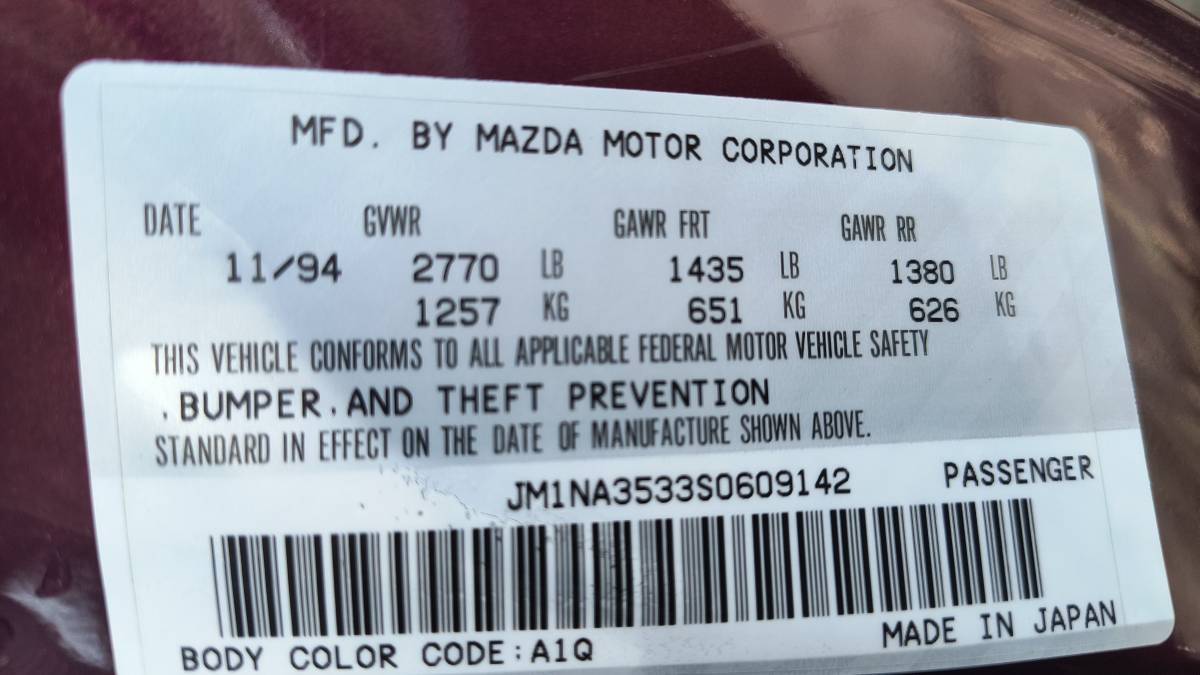 MFD. BY MAZDA MOTOR CORPORATION
DATE GVWR GAWR FRT GAWR RR
11/94 2770 LB 1435 LB 1380 LB
1257 KG 651 KG 626 KG
THIS VEHICLE CONFORMS TO ALL APPLICABLE FEDERAL MOTOR VEHICLE SAFETY
.BUMPER.AND THEFT PREVENTION
STANDARD IN EFFECT ON THE DATE OF MANUFACTURE SHOWN ABOVE.
JM1NA3533S0609142 PASSENGER
BODY COLOR CODE:A1Q MADE IN JAPAN